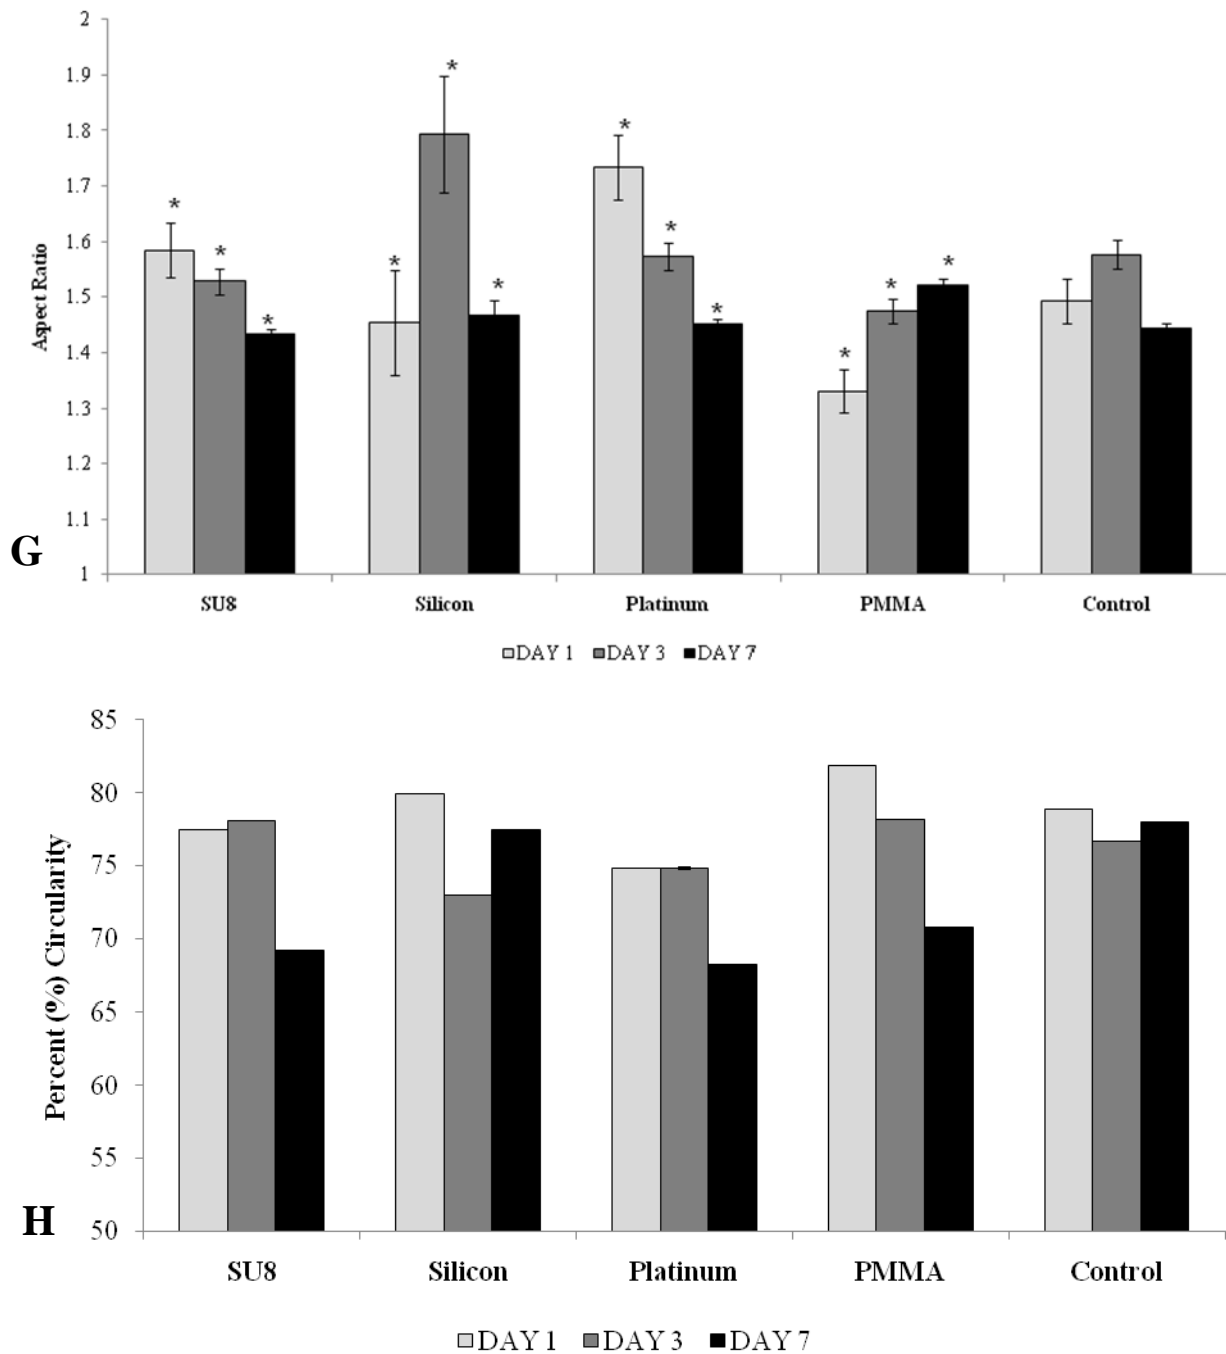 2
1.9
1.8
1.7
1.6
1.5
1.4
1.3
1.2
1.1
1
Aspect Ratio
* * * * * * * * * * * *
G
SU8 Silicon Platinum PMMA Control
DAY 1 DAY 3 DAY 7
85
80
75
70
65
60
55
50
Percent (%) Circularity
H
SU8 Silicon Platinum PMMA Control
DAY 1 DAY 3 DAY 7